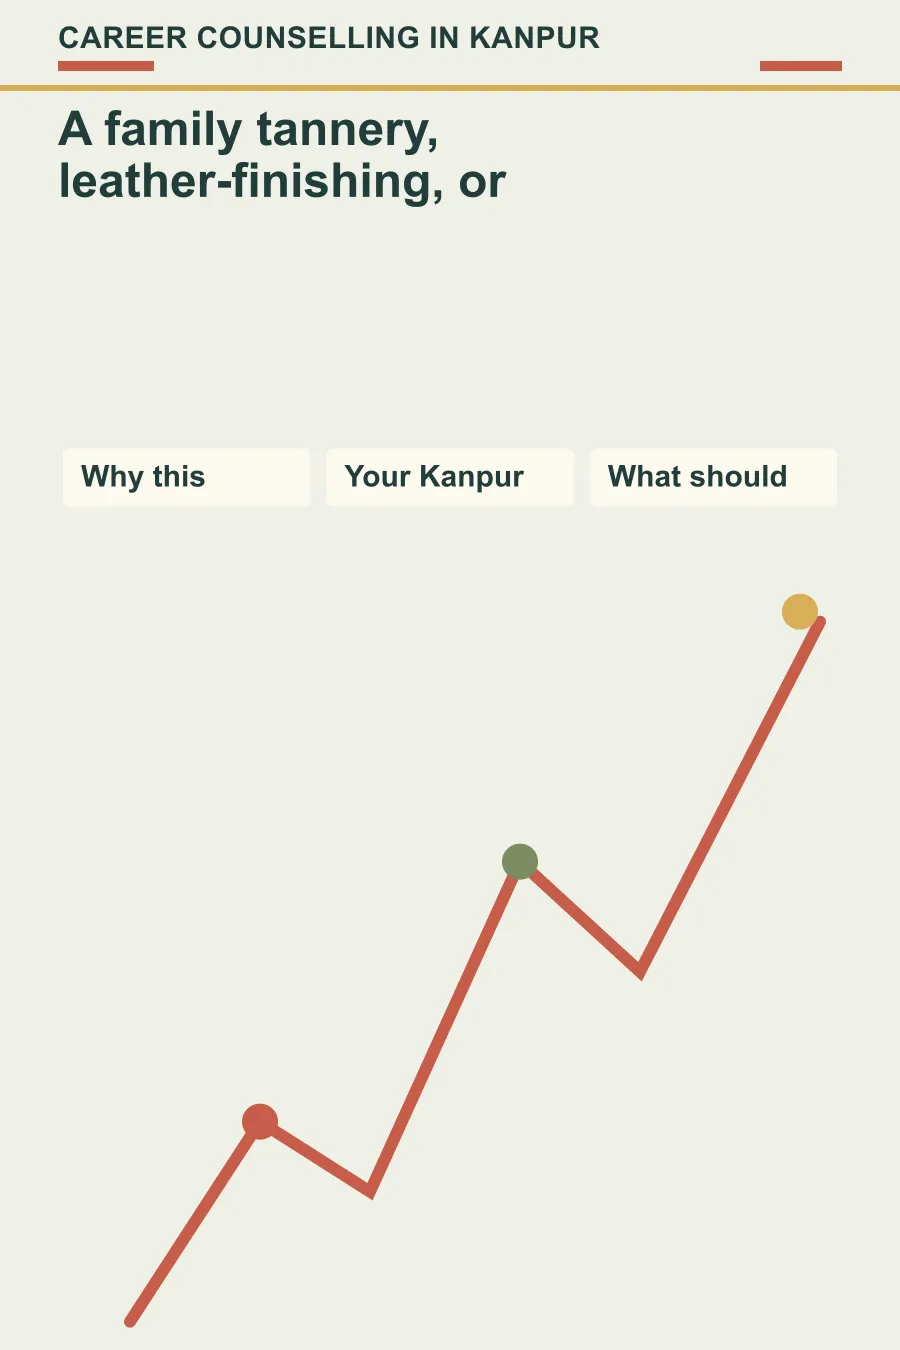 CAREER COUNSELLING IN KANPUR
A family tannery,
leather-finishing, or
Why this
Your Kanpur
What should